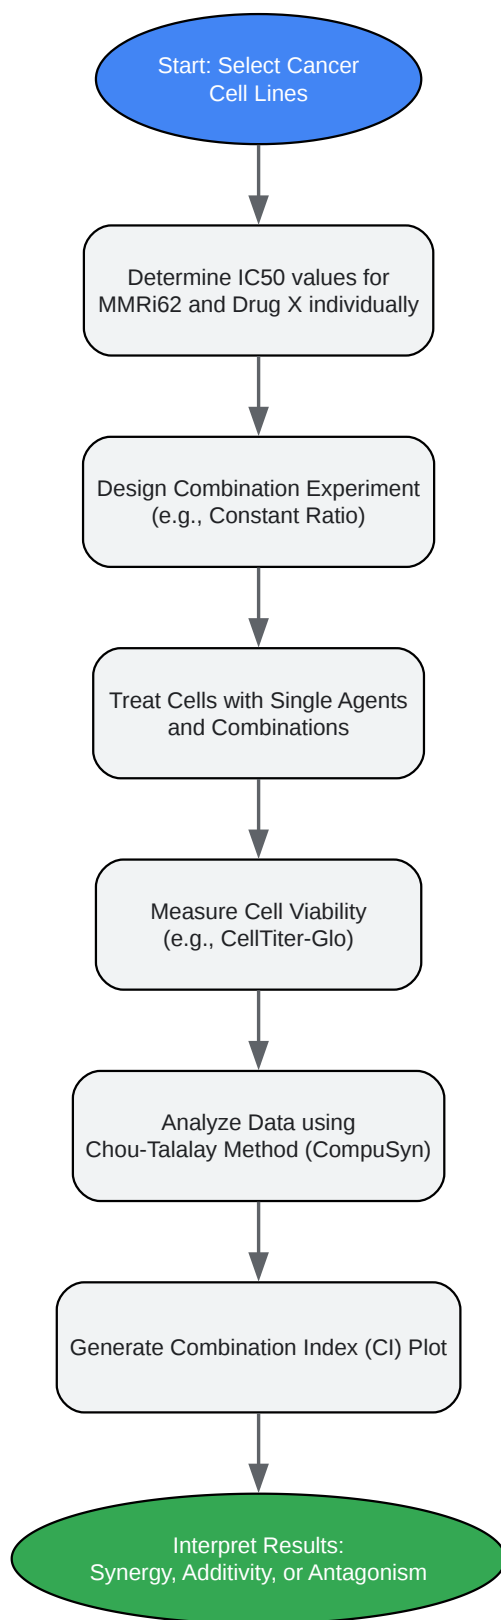 Start: Select Cancer
Cell Lines
Determine IC50 values for
MMRi62 and Drug X individually
Design Combination Experiment
(e.g., Constant Ratio)
Treat Cells with Single Agents
and Combinations
Measure Cell Viability
(e.g., CellTiter-Glo)
Analyze Data using
Chou-Talalay Method (CompuSyn)
Generate Combination Index (CI) Plot
Interpret Results:
Synergy, Additivity, or Antagonism